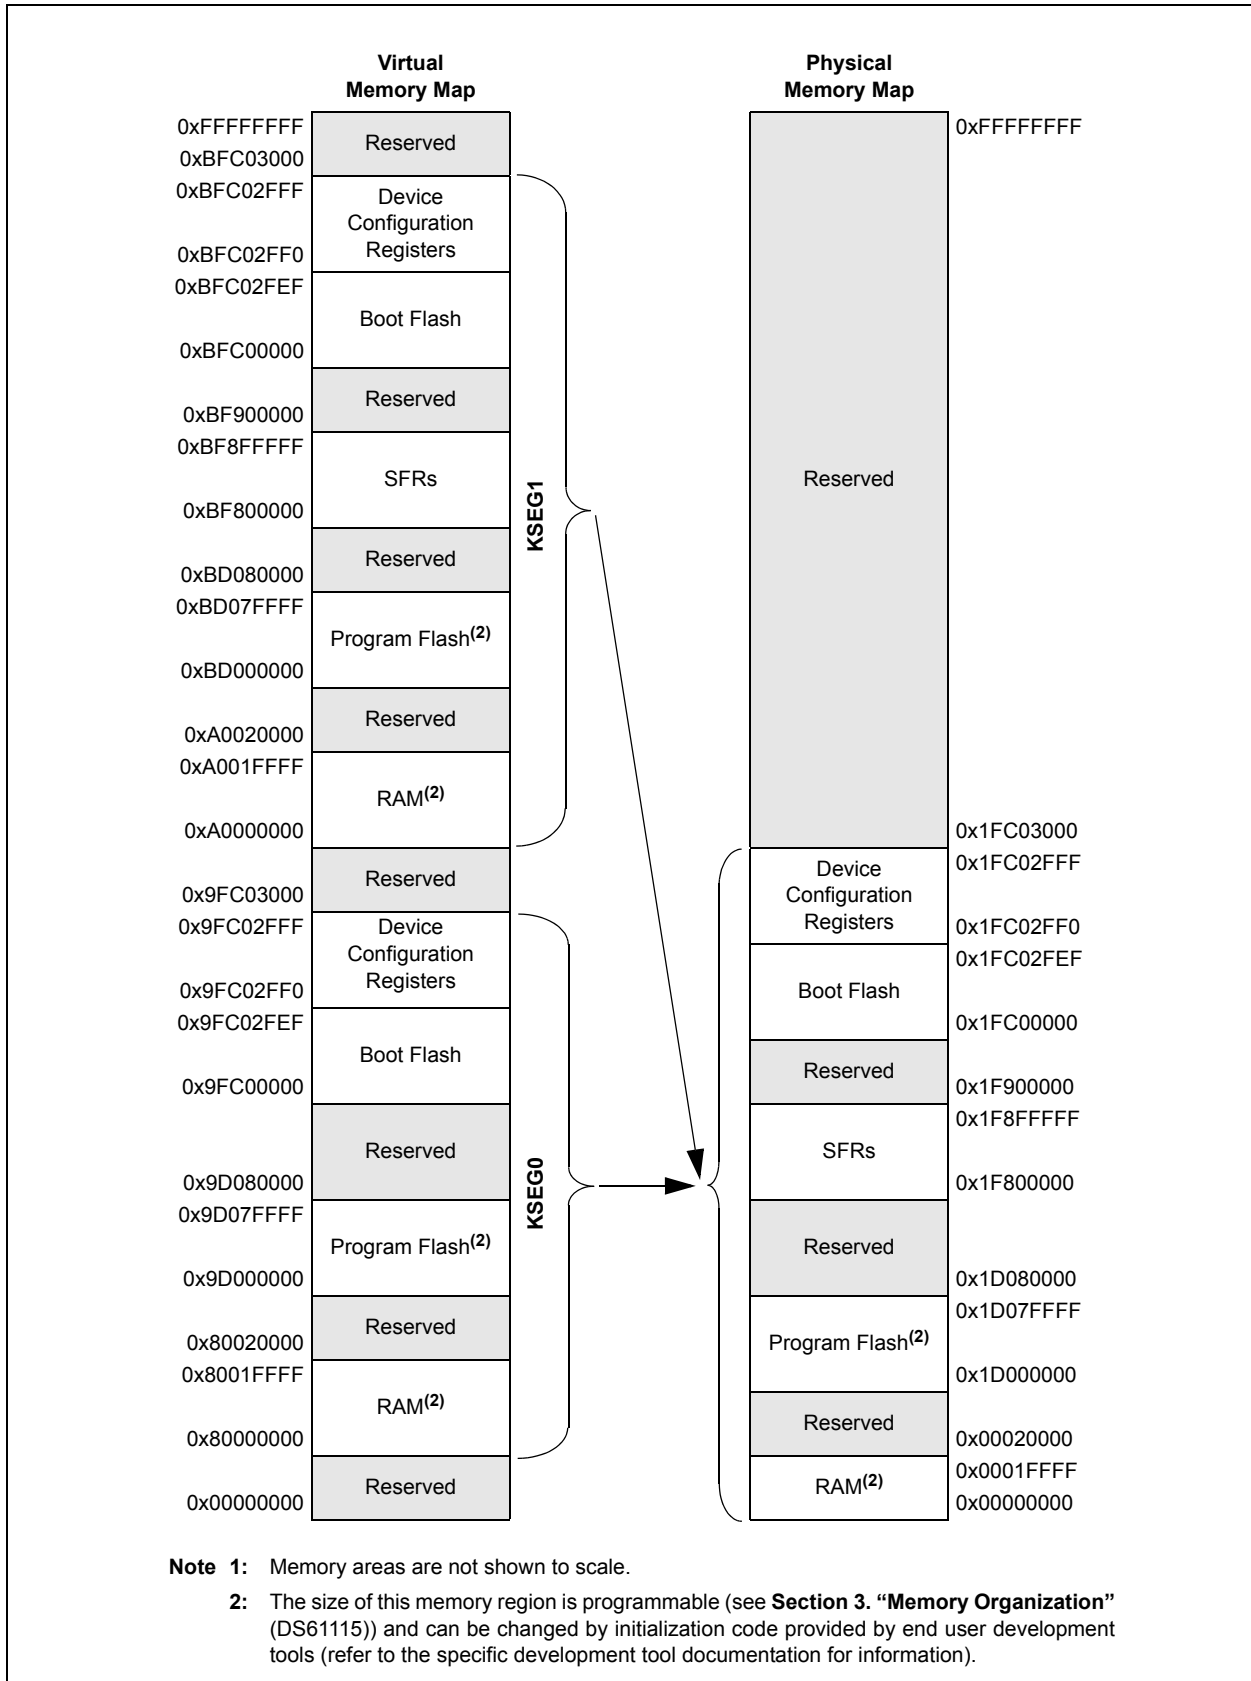 Virtual
Memory Map
0xFFFFFFFF
0xBFC03000
Reserved
0xBFC02FFF
Device
Configuration
Registers
0xBFC02FF0
0xBFC02FEF
Boot Flash
0xBFC00000
Reserved
0xBF900000
0xBF8FFFFF
SFRs
0xBF800000
Reserved
0xBD080000
0xBD07FFFF
Program Flash(2)
0xBD000000
Reserved
0xA0020000
0xA001FFFF
RAM(2)
0xA0000000
KSEG1
Reserved
0x9FC03000
0x9FC02FFF
Device
Configuration
Registers
0x9FC02FF0
0x9FC02FEF
Boot Flash
0x9FC00000
Reserved
0x9D080000
0x9D07FFFF
Program Flash(2)
0x9D000000
Reserved
0x80020000
0x8001FFFF
RAM(2)
0x80000000
KSEG0
Reserved
0x00000000
Physical
Memory Map
0xFFFFFFFF
Reserved
0x1FC03000
0x1FC02FFF
Device
Configuration
Registers
0x1FC02FF0
0x1FC02FEF
Boot Flash
0x1FC00000
Reserved
0x1F900000
0x1F8FFFFF
SFRs
0x1F800000
Reserved
0x1D080000
0x1D07FFFF
Program Flash(2)
0x1D000000
Reserved
0x00020000
0x0001FFFF
RAM(2)
0x00000000
Note 1: Memory areas are not shown to scale.
2: The size of this memory region is programmable (see Section 3. “Memory Organization”
(DS61115)) and can be changed by initialization code provided by end user development
tools (refer to the specific development tool documentation for information).